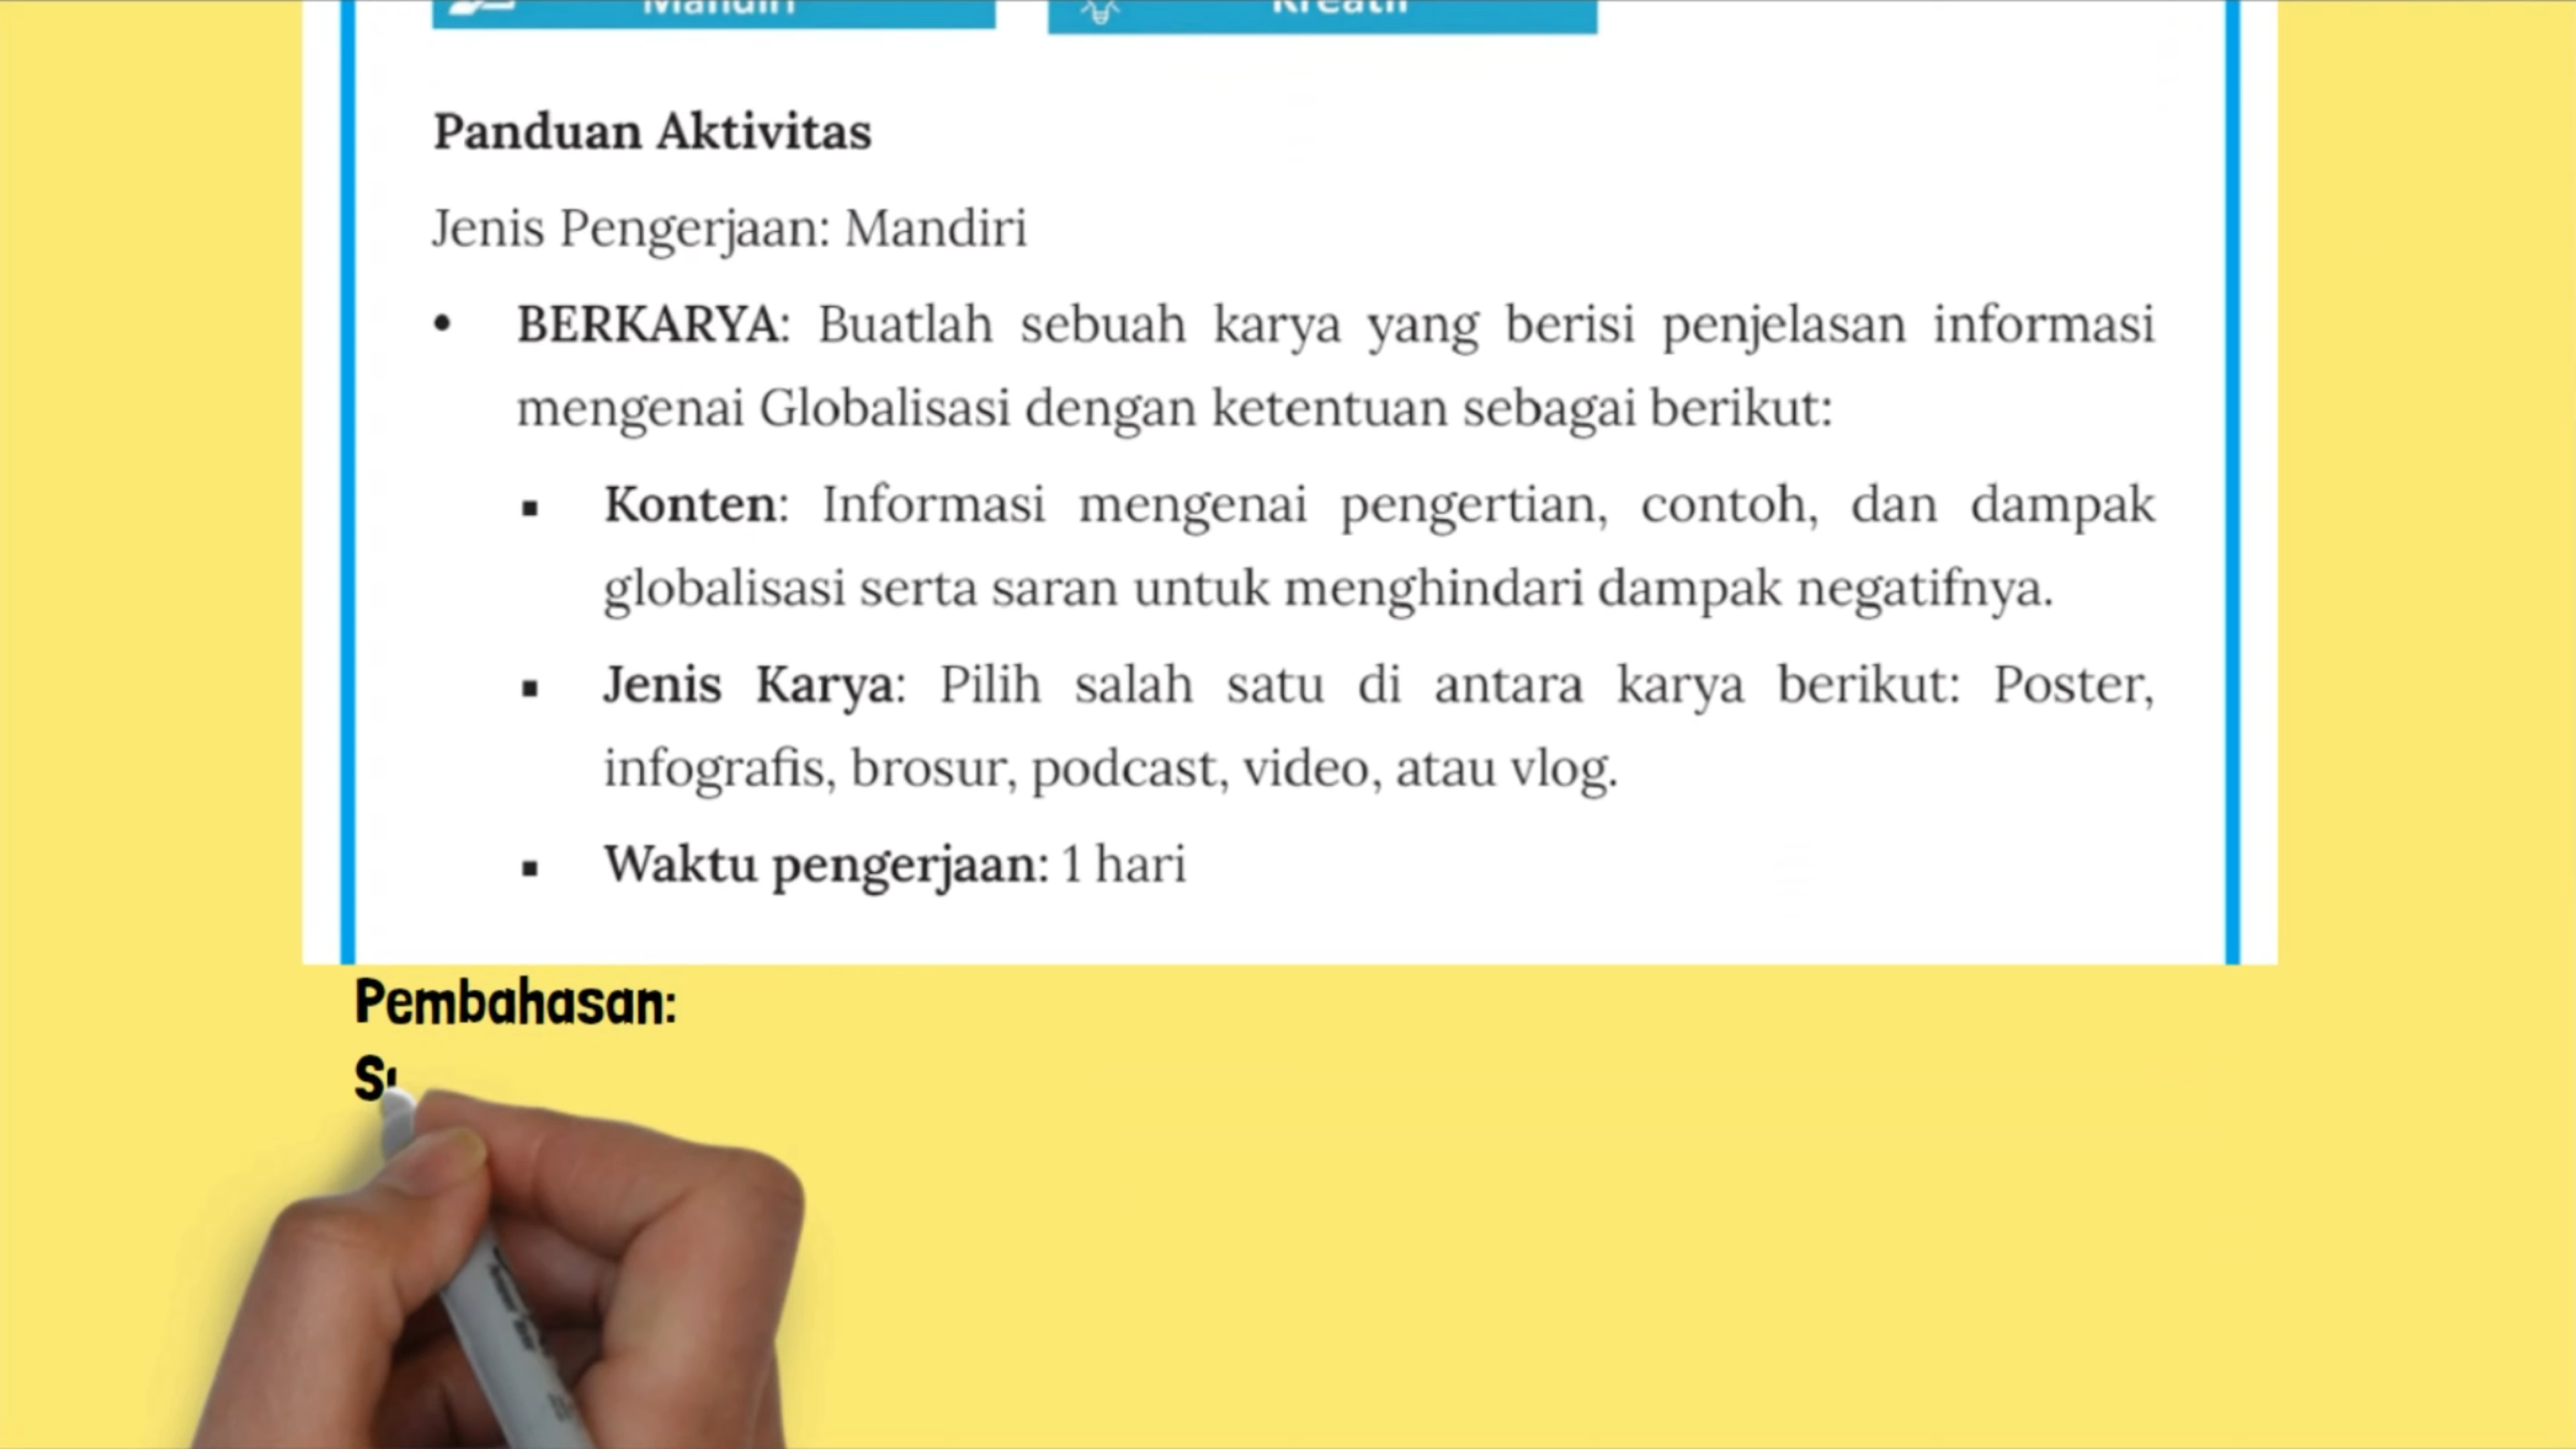 Mandiri Kreatif
Panduan Aktivitas
Jenis Pengerjaan: Mandiri
• BERKARYA: Buatlah sebuah karya yang berisi penjelasan informasi
mengenai Globalisasi dengan ketentuan sebagai berikut:
▪ Konten: Informasi mengenai pengertian, contoh, dan dampak
globalisasi serta saran untuk menghindari dampak negatifnya.
▪ Jenis Karya: Pilih salah satu di antara karya berikut: Poster,
infografis, brosur, podcast, video, atau vlog.
▪ Waktu pengerjaan: 1 hari
Pembahasan: